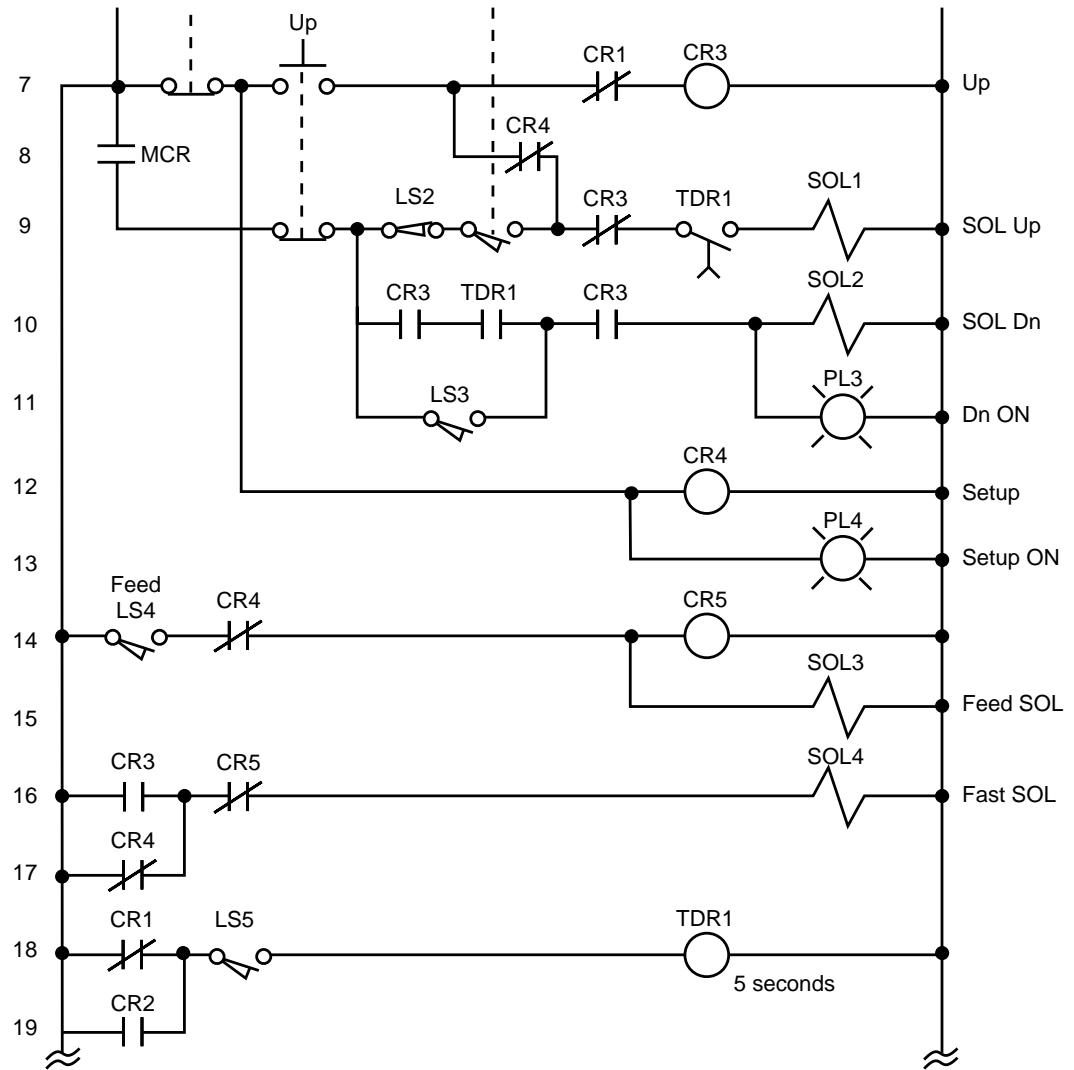 Up
CR1 CR3
7 Up
CR4
8 MCR
LS2 CR3 TDR1 SOL1
9 SOL Up
CR3 TDR1 CR3 SOL2
10 SOL Dn
LS3 PL3
11 Dn ON
CR4
12 Setup
PL4
13 Setup ON
Feed
LS4 CR4 CR5
14
SOL3
15 Feed SOL
CR3 CR5 SOL4
16 Fast SOL
CR4
17
CR1 LS5 TDR1
18
5 seconds
CR2
19